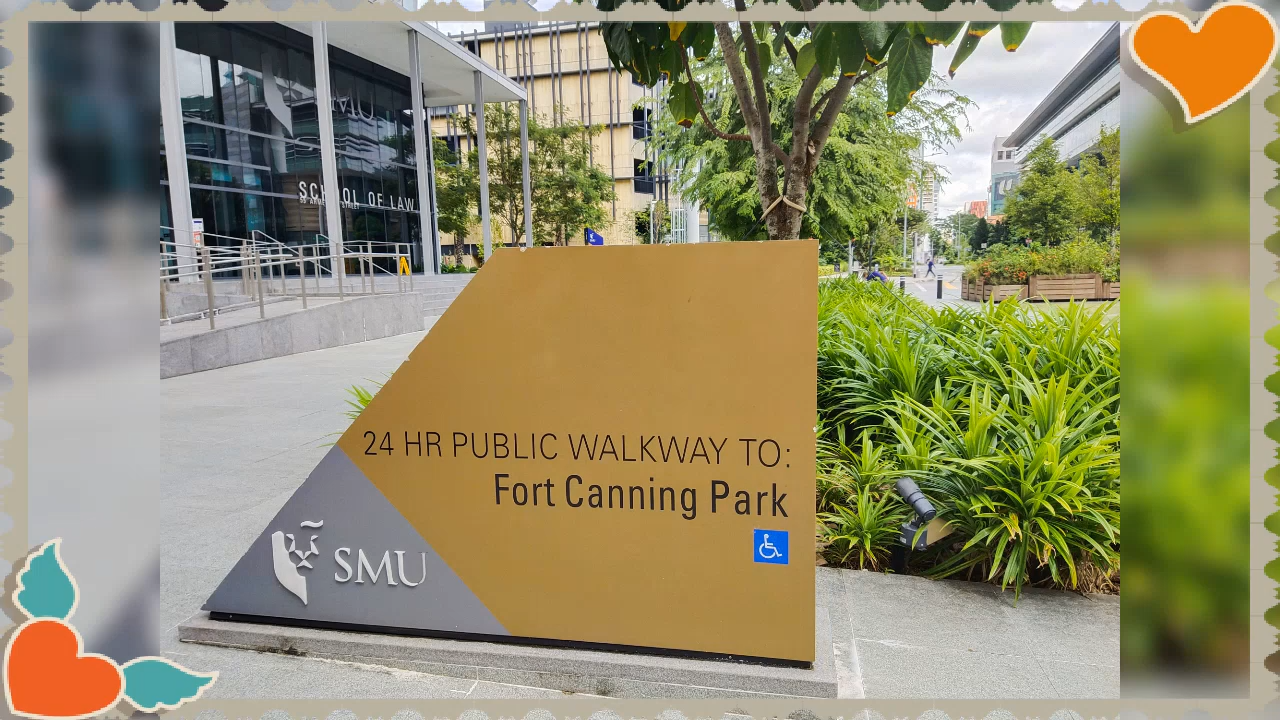 SMU
SCHOOL OF LAW
24 HR PUBLIC WALKWAY TO:
Fort Canning Park
SMU